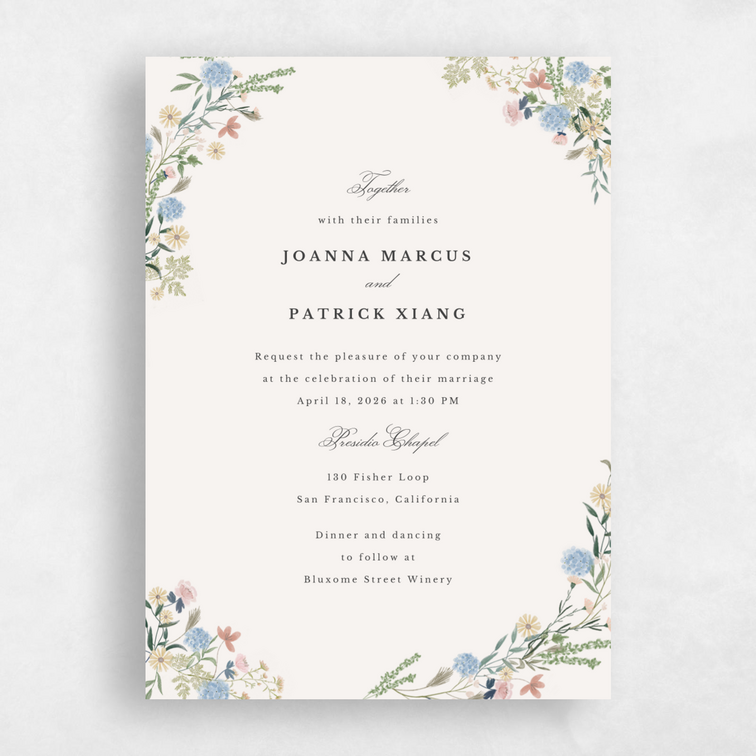 Together
with their families
JOANNA MARCUS
and
PATRICK XIANG
Request the pleasure of your company
at the celebration of their marriage
April 18, 2026 at 1:30 PM
Presidio Chapel
130 Fisher Loop
San Francisco, California
Dinner and dancing
to follow at
Bluxome Street Winery